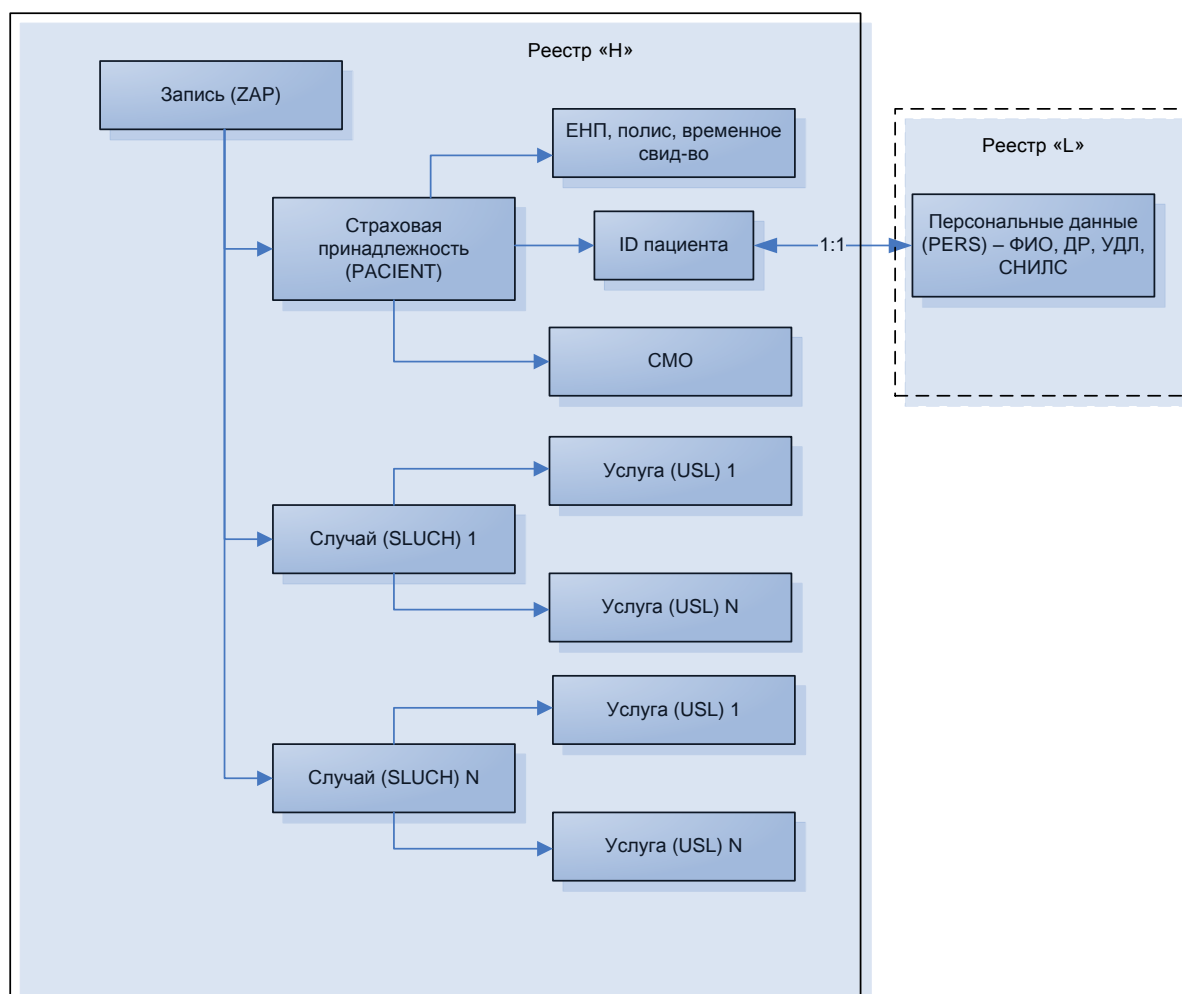 Реестр «Н»
Запись (ZAP)
ЕНП, полис, временное
свид-во
Реестр «L»
Страховая
принадлежность
(PACIENT)
ID пациента
1:1
Персональные данные
(PERS) – ФИО, ДР, УДЛ,
СНИЛС
СМО
Услуга (USL) 1
Случай (SLUCH) 1
Услуга (USL) N
Услуга (USL) 1
Случай (SLUCH) N
Услуга (USL) N